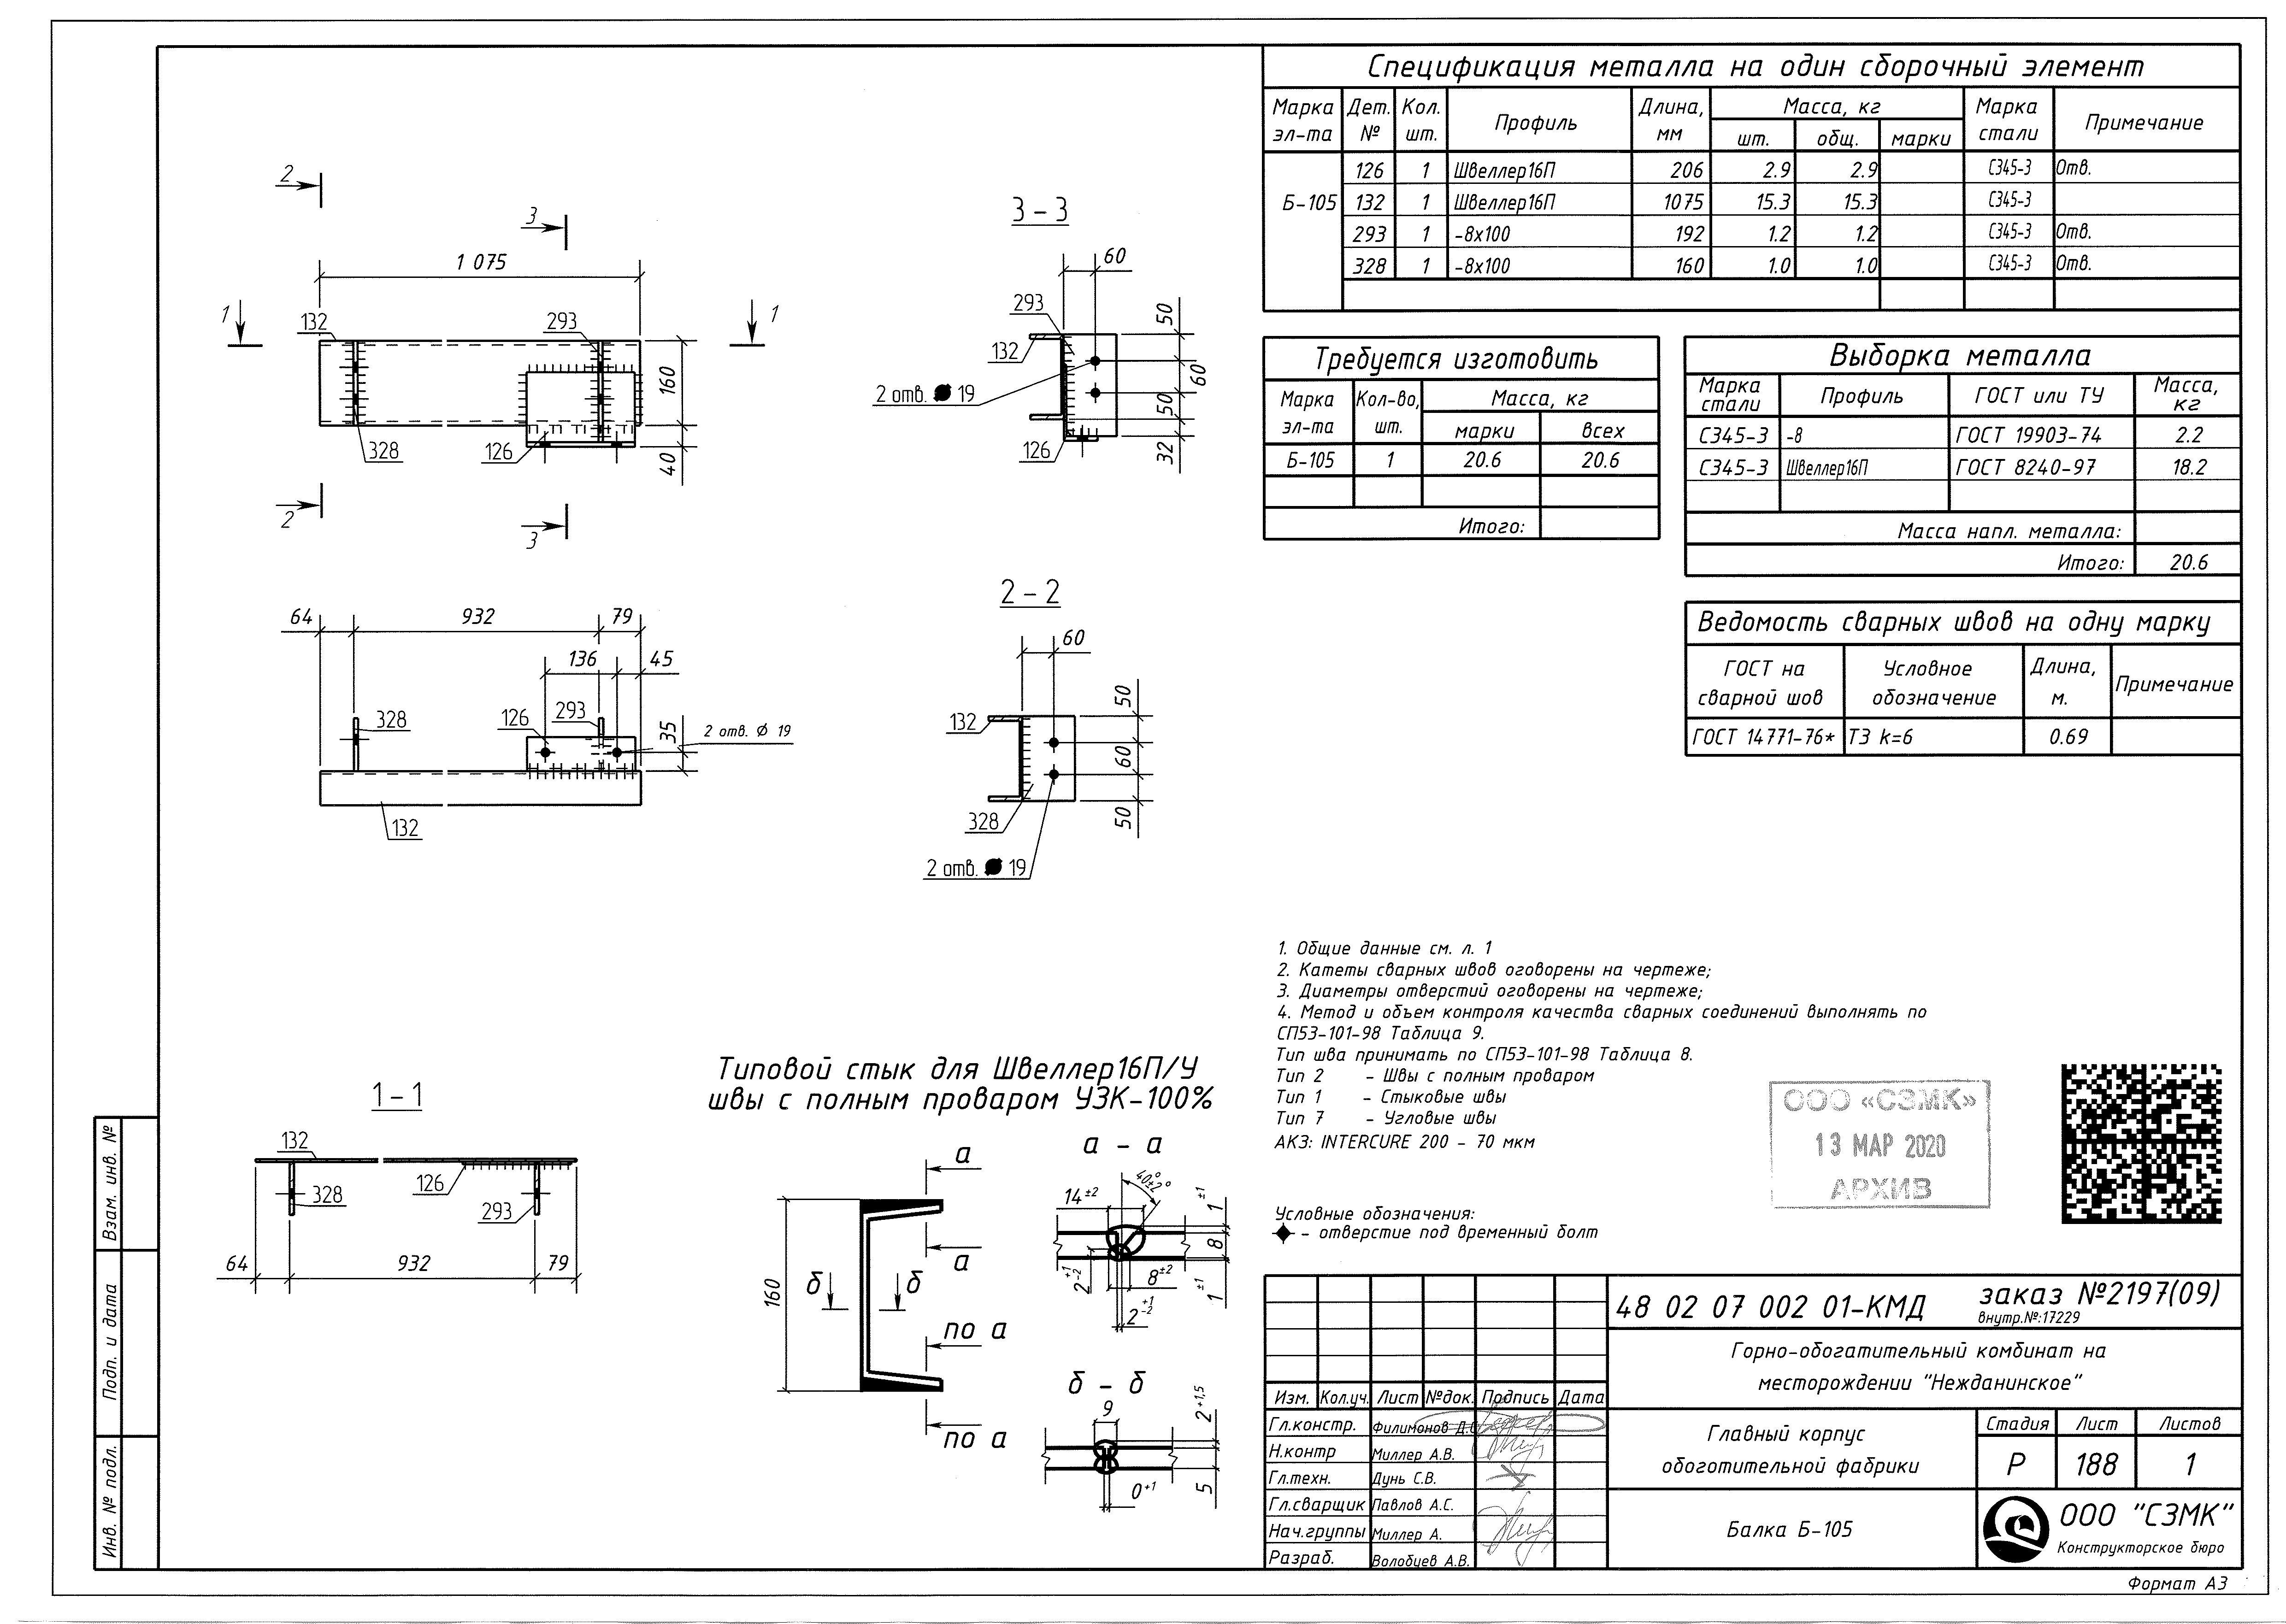 Спецификация металла на один сборочный элемент
Марка эл-та Дет. № Кол. шт. Профиль Длина, мм Масса, кг Марка стали Примечание
шт. общ. марки
126 1 Швеллер16П 206 2.9 2.9 С345-3 Отв.
Б-105 132 1 Швеллер16П 1075 15.3 15.3 С345-3
293 1 -8х100 192 1.2 1.2 С345-3 Отв.
328 1 -8х100 160 1.0 1.0 С345-3 Отв.
Требуется изготовить
Марка эл-та Кол-во, шт. Масса, кг
марки всех
Б-105 1 20.6 20.6
Итого:
Выборка металла
Марка стали Профиль ГОСТ или ТУ Масса, кг
С345-3 -8 ГОСТ 19903-74 2.2
С345-3 Швеллер16П ГОСТ 8240-97 18.2
Масса напл. металла:
Итого: 20.6
Ведомость сварных швов на одну марку
ГОСТ на сварной шов Условное обозначение Длина, м. Примечание
ГОСТ 14771-76* Т3 k=6 0.69
2
3
1 075
1
1
132
293
160
328
126
40
2
3
3 - 3
60
293
50
132
2 отв. ⌀ 19
60
50
126
32
64 932 79
136 45
328
126
293
35
2 отв. ⌀ 19
132
2 - 2
60
50
132
60
328
50
2 отв. ⌀ 19
1 - 1
132
328
126
293
64 932 79
Типовой стык для Швеллер16П/У
швы с полным проваром УЗК-100%
а
а
160
б б
по а
по а
а - а
14±2
40±2°
1±1
8
2+1-2
8±2
1±1
2+1-2
б - б
9
2+1,5
5
0+1
1. Общие данные см. л. 1
2. Катеты сварных швов оговорены на чертеже;
3. Диаметры отверстий оговорены на чертеже;
4. Метод и объем контроля качества сварных соединений выполнять по
СП53-101-98 Таблица 9.
Тип шва принимать по СП53-101-98 Таблица 8.
Тип 2 - Швы с полным проваром
Тип 1 - Стыковые швы
Тип 7 - Угловые швы
АКЗ: INTERCURE 200 - 70 мкм
Условные обозначения:
- отверстие под временный болт
ООО «СЗМК»
13 МАР 2020
АРХИВ
48 02 07 002 01-КМД заказ №2197(09)
внутр.№:17229
Горно-обогатительный комбинат на
месторождении "Нежданинское"
Изм. Кол.уч. Лист №док. Подпись Дата
Гл.констр. Филимонов Д.С
Н.контр Миллер А.В.
Гл.техн. Дунь С.В.
Гл.сварщик Павлов А.С.
Нач.группы Миллер А.
Разраб. Волобуев А.В.
Главный корпус
обоготительной фабрики
Стадия Лист Листов
Р 188 1
Балка Б-105
ООО "СЗМК"
Конструкторское бюро
Формат А3
Взам. инв. №
Подп. и дата
Инв. № подл.